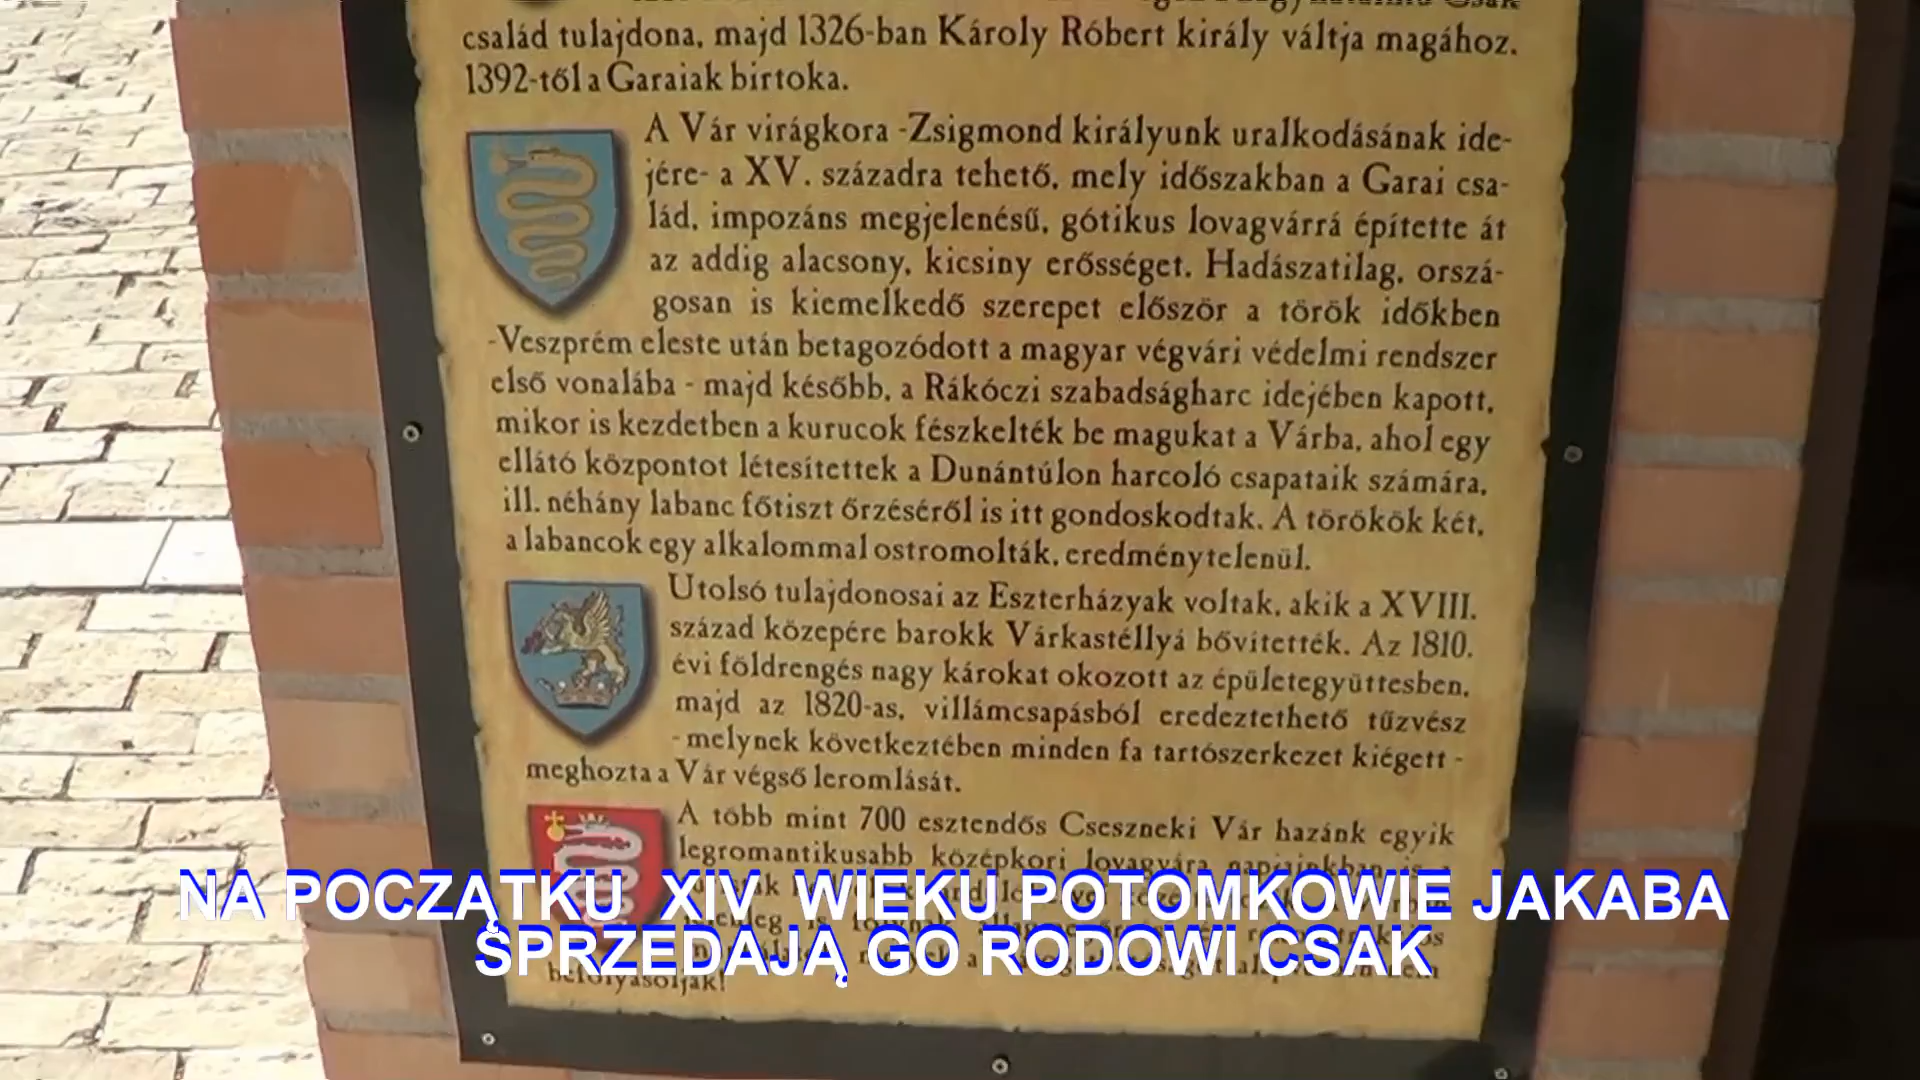 család tulajdona, majd 1326-ban Károly Róbert király váltja magához.
1392-től a Garaiak birtoka.
A Vár virágkora -Zsigmond királyunk uralkodásának ide-
jére- a XV. századra tehető, mely időszakban a Garai csa-
lád, impozáns megjelenésű, gótikus lovagvárrá építette át
az addig alacsony, kicsiny erősséget. Hadászatilag, orszá-
gosan is kiemelkedő szerepet először a török időkben
-Veszprém eleste után betagozódott a magyar végvári védelmi rendszer
első vonalába - majd később, a Rákóczi szabadságharc idejében kapott,
mikor is kezdetben a kurucok fészkelték be magukat a Várba, ahol egy
ellátó központot létesítettek a Dunántúlon harcoló csapataik számára,
ill. néhány labanc főtiszt őrzéséről is itt gondoskodtak. A törökök két,
a labancok egy alkalommal ostromolták, eredménytelenül.
Utolsó tulajdonosai az Eszterházyak voltak, akik a XVIII.
század közepére barokk Várkastéllyá bővítették. Az 1810.
évi földrengés nagy károkat okozott az épületegyüttesben,
majd az 1820-as, villámcsapásból eredeztethető tűzvész
- melynek következtében minden fa tartószerkezet kiégett -
meghozta a Vár végső leromlását.
A több mint 700 esztendős Cseszneki Vár hazánk egyik
legromantikusabb középkori lovagvára napjainkban is a
befolyásolják!
NA POCZĄTKU XIV WIEKU POTOMKOWIE JAKABA
SPRZEDAJĄ GO RODOWI CSAK